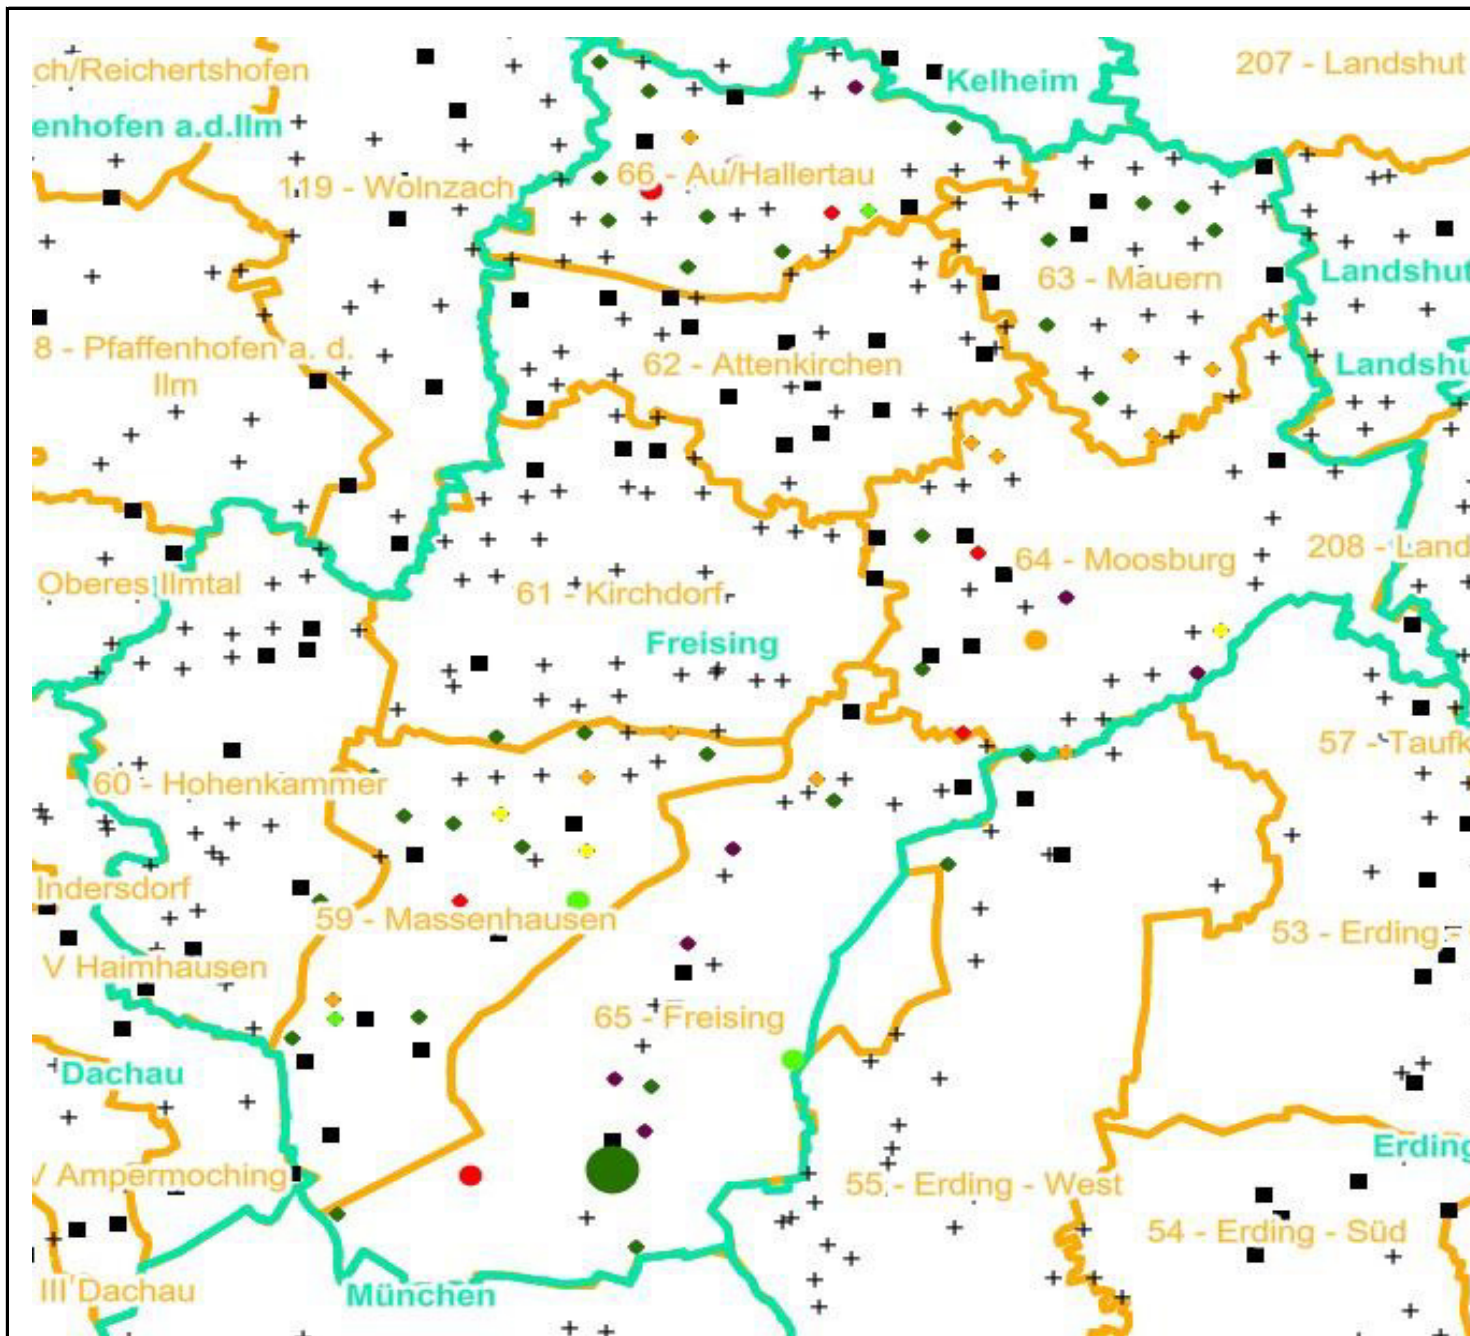 ch/Reichertshofen
207 - Landshut
Kelheim
enhofen a.d.Ilm
119 - Wolnzach
66 - Au/Hallertau
63 - Mauern
Landshut
8 - Pfaffenhofen a. d.
Ilm
62 - Attenkirchen
Landshu
64 - Moosburg
208 - Land
Oberes Ilmtal
61 - Kirchdorf
Freising
57 - Taufk
60 - Hohenkammer
Indersdorf
59 - Massenhausen
53 - Erding -
V Haimhausen
65 - Freising
Dachau
Erding
V Ampermoching
55 - Erding - West
54 - Erding - Süd
III Dachau
München